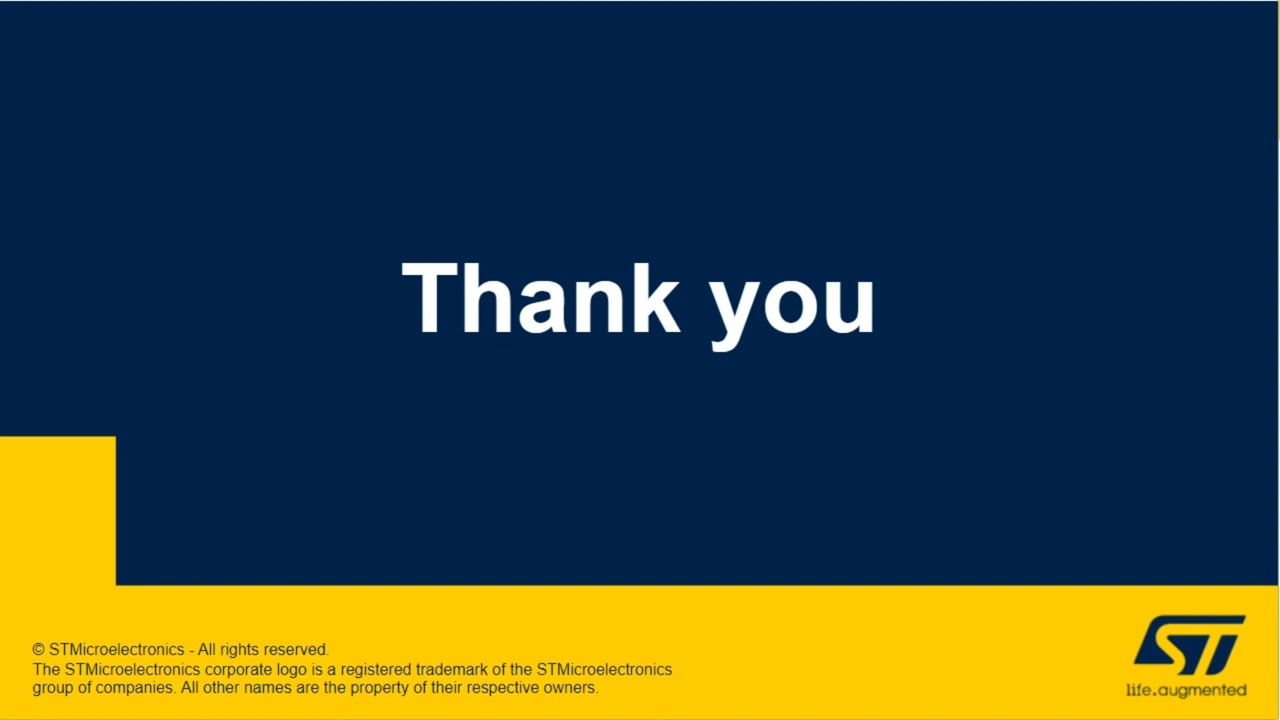 Thank you
© STMicroelectronics - All rights reserved.
The STMicroelectronics corporate logo is a registered trademark of the STMicroelectronics
group of companies. All other names are the property of their respective owners.
ST
life.augmented